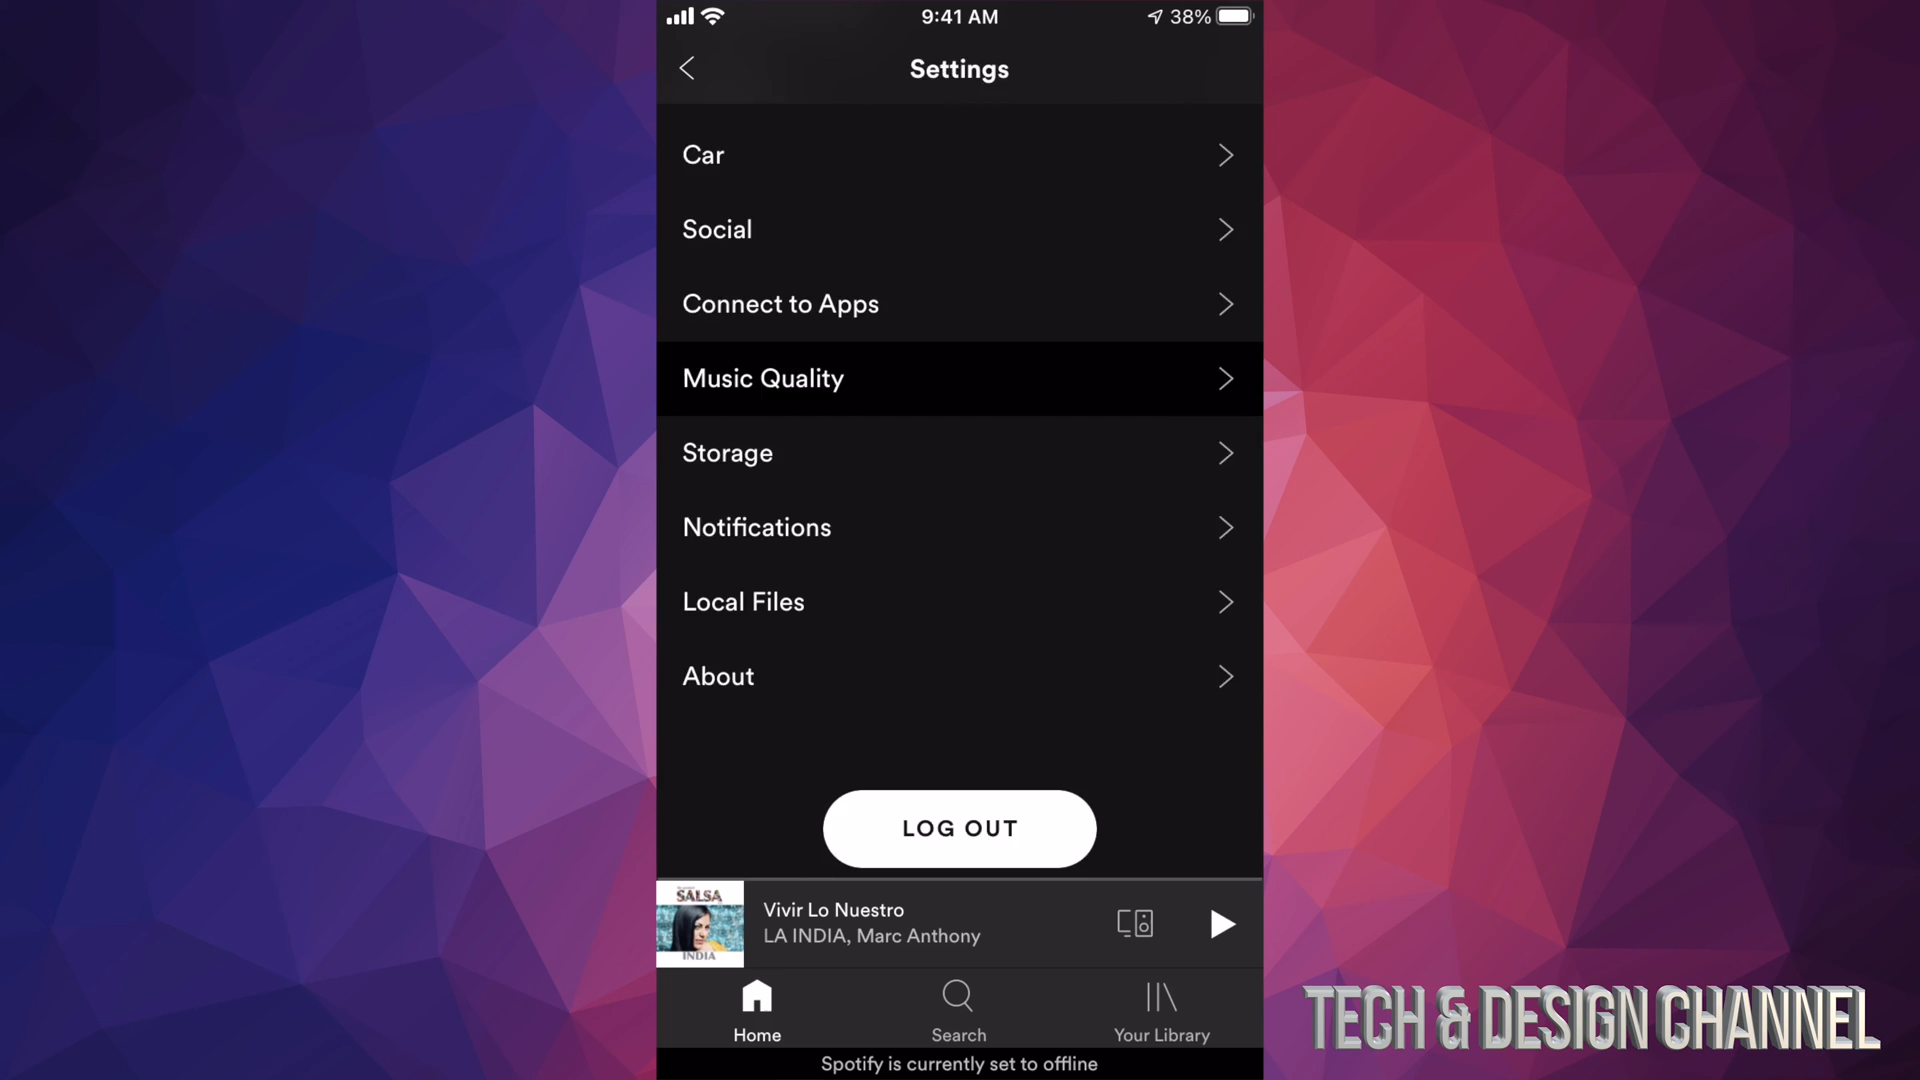 9:41 AM
38%
Settings
Car
Social
Connect to Apps
Music Quality
Storage
Notifications
Local Files
About
LOG OUT
SALSA
INDIA
Vivir Lo Nuestro
LA INDIA, Marc Anthony
Home
Search
Your Library
Spotify is currently set to offline
TECH & DESIGN CHANNEL